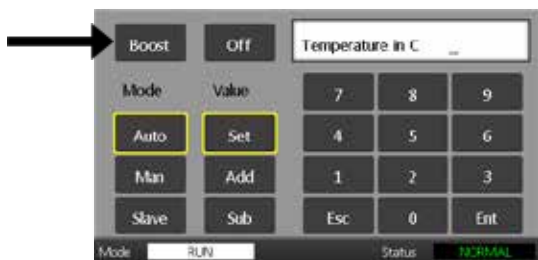 Boost Off Temperature in C _
Mode Value 7 8 9
Auto Set 4 5 6
Man Add 1 2 3
Slave Sub Esc 0 Ent
Mode RUN Status NORMAL